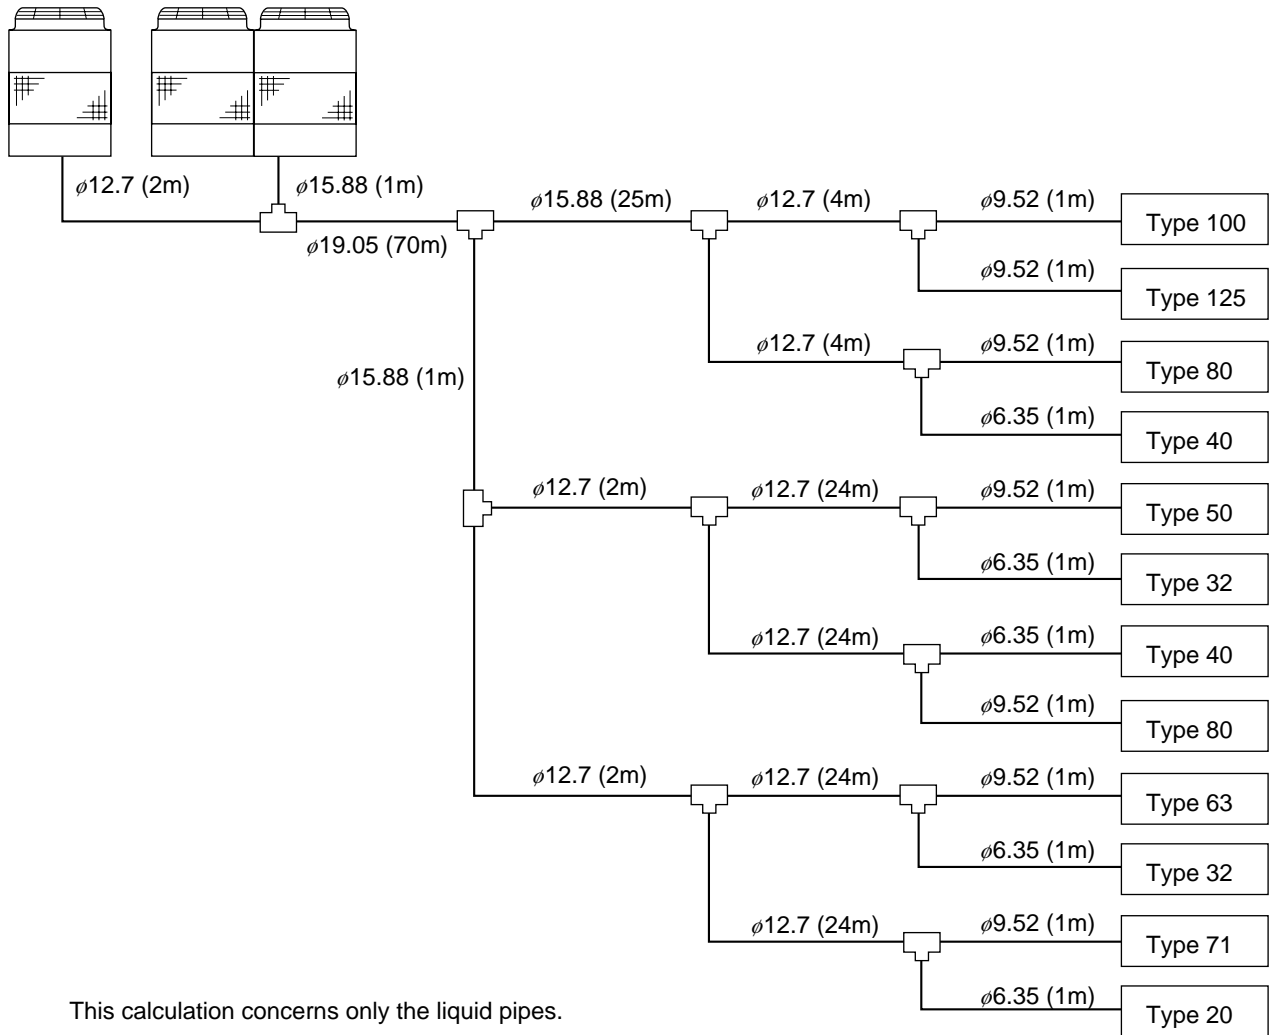 ø12.7 (2m)
ø15.88 (1m)
ø15.88 (25m)
ø12.7 (4m)
ø9.52 (1m)
Type 100
ø19.05 (70m)
ø9.52 (1m)
Type 125
ø12.7 (4m)
ø9.52 (1m)
Type 80
ø15.88 (1m)
ø6.35 (1m)
Type 40
ø12.7 (2m)
ø12.7 (24m)
ø9.52 (1m)
Type 50
ø6.35 (1m)
Type 32
ø12.7 (24m)
ø6.35 (1m)
Type 40
ø9.52 (1m)
Type 80
ø12.7 (2m)
ø12.7 (24m)
ø9.52 (1m)
Type 63
ø6.35 (1m)
Type 32
ø12.7 (24m)
ø9.52 (1m)
Type 71
ø6.35 (1m)
Type 20
This calculation concerns only the liquid pipes.